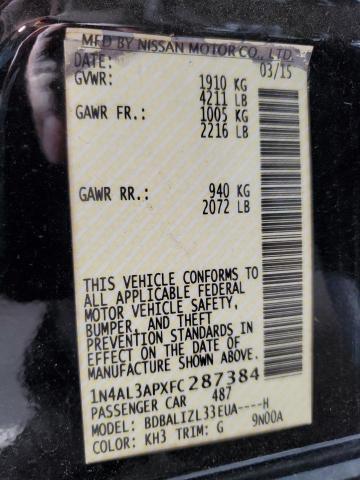 MFD BY NISSAN MOTOR CO., LTD.
DATE: 03/15
GVWR: 1910 KG
4211 LB
GAWR FR.: 1005 KG
2216 LB
GAWR RR.: 940 KG
2072 LB
THIS VEHICLE CONFORMS TO
ALL APPLICABLE FEDERAL
MOTOR VEHICLE SAFETY,
BUMPER, AND THEFT
PREVENTION STANDARDS IN
EFFECT ON THE DATE OF
MANUFACTURE SHOWN ABOVE.
1N4AL3APXFC287384
PASSENGER CAR 487
MODEL: BDBALIZL33EUA----H
COLOR: KH3 TRIM: G 9N00A